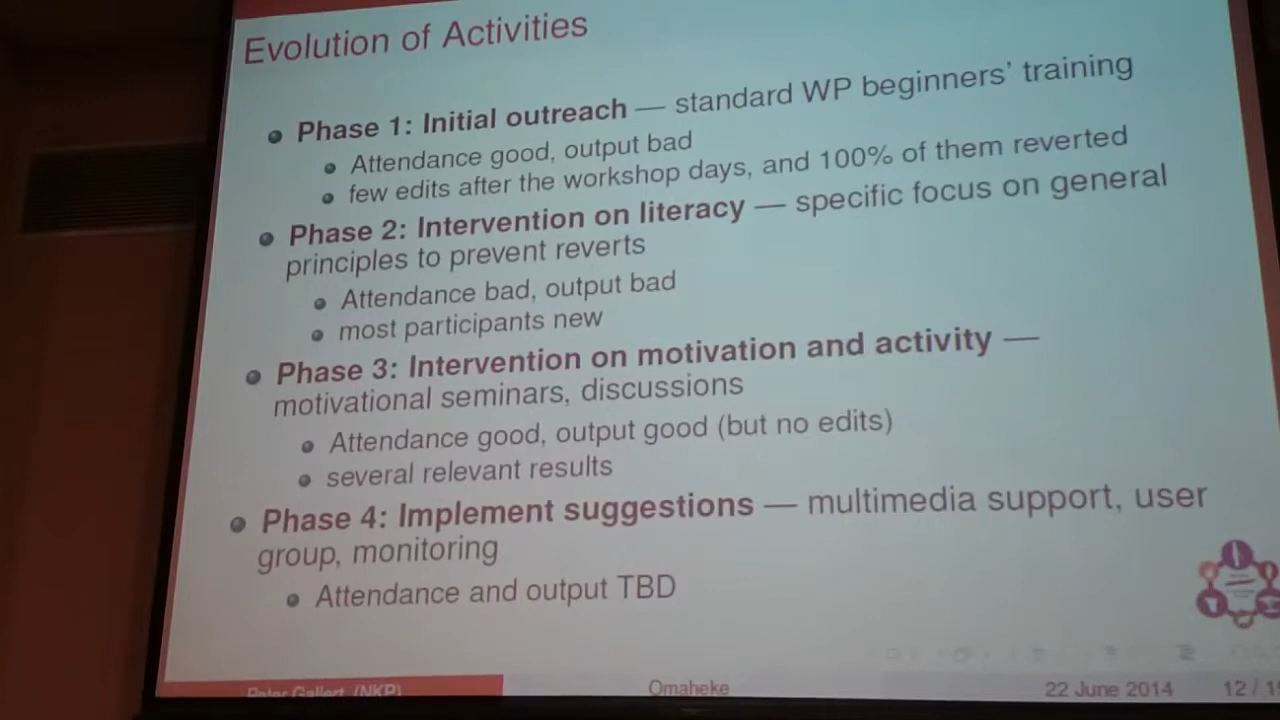 Evolution of Activities
Phase 1: Initial outreach — standard WP beginners' training
Attendance good, output bad
few edits after the workshop days, and 100% of them reverted
Phase 2: Intervention on literacy — specific focus on general
principles to prevent reverts
Attendance bad, output bad
most participants new
Phase 3: Intervention on motivation and activity —
motivational seminars, discussions
Attendance good, output good (but no edits)
several relevant results
Phase 4: Implement suggestions — multimedia support, user
group, monitoring
Attendance and output TBD
Peter Gallert (NKP) Omaheke 22 June 2014 12 /